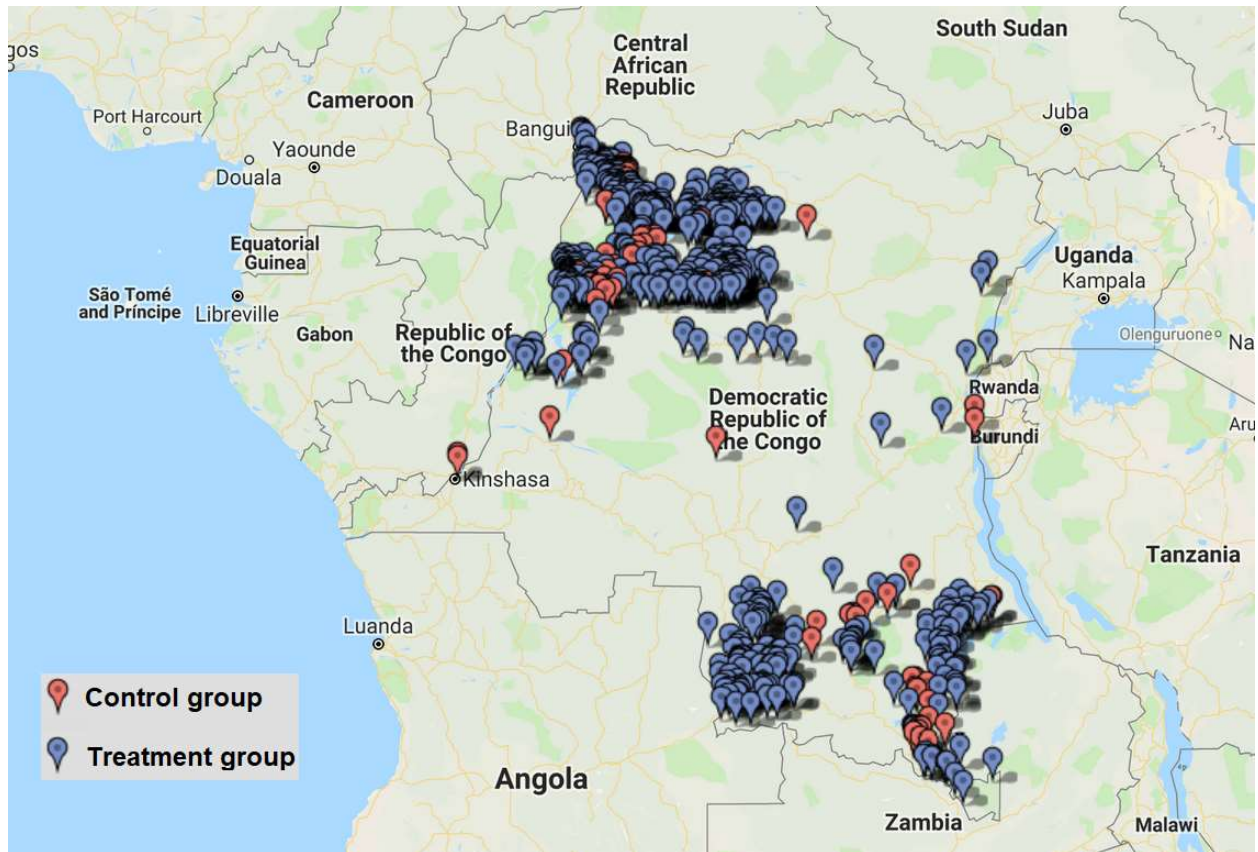 South Sudan
gos
Central
African
Republic
Cameroon
Port Harcourt
Juba
Bangui
Yaounde
Douala
Equatorial
Guinea
Uganda
Kampala
São Tomé
and Príncipe
Libreville
Gabon
Republic of
the Congo
Olenguruone
Na
Rwanda
Democratic
Republic of
the Congo
Burundi
Aru
Kinshasa
Tanzania
Luanda
Control group
Treatment group
Angola
Zambia
Malawi